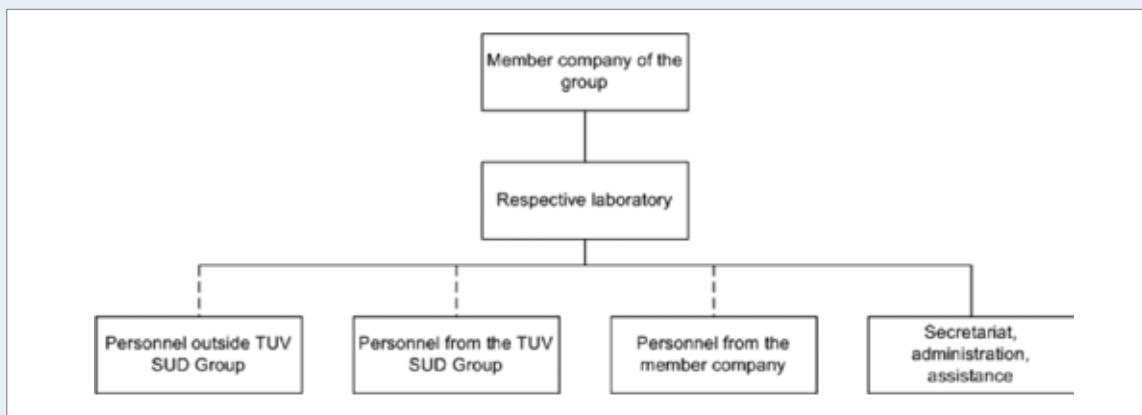 Member company of the
group
Respective laboratory
Personnel outside TUV
SUD Group
Personnel from the TUV
SUD Group
Personnel from the
member company
Secretariat,
administration,
assistance